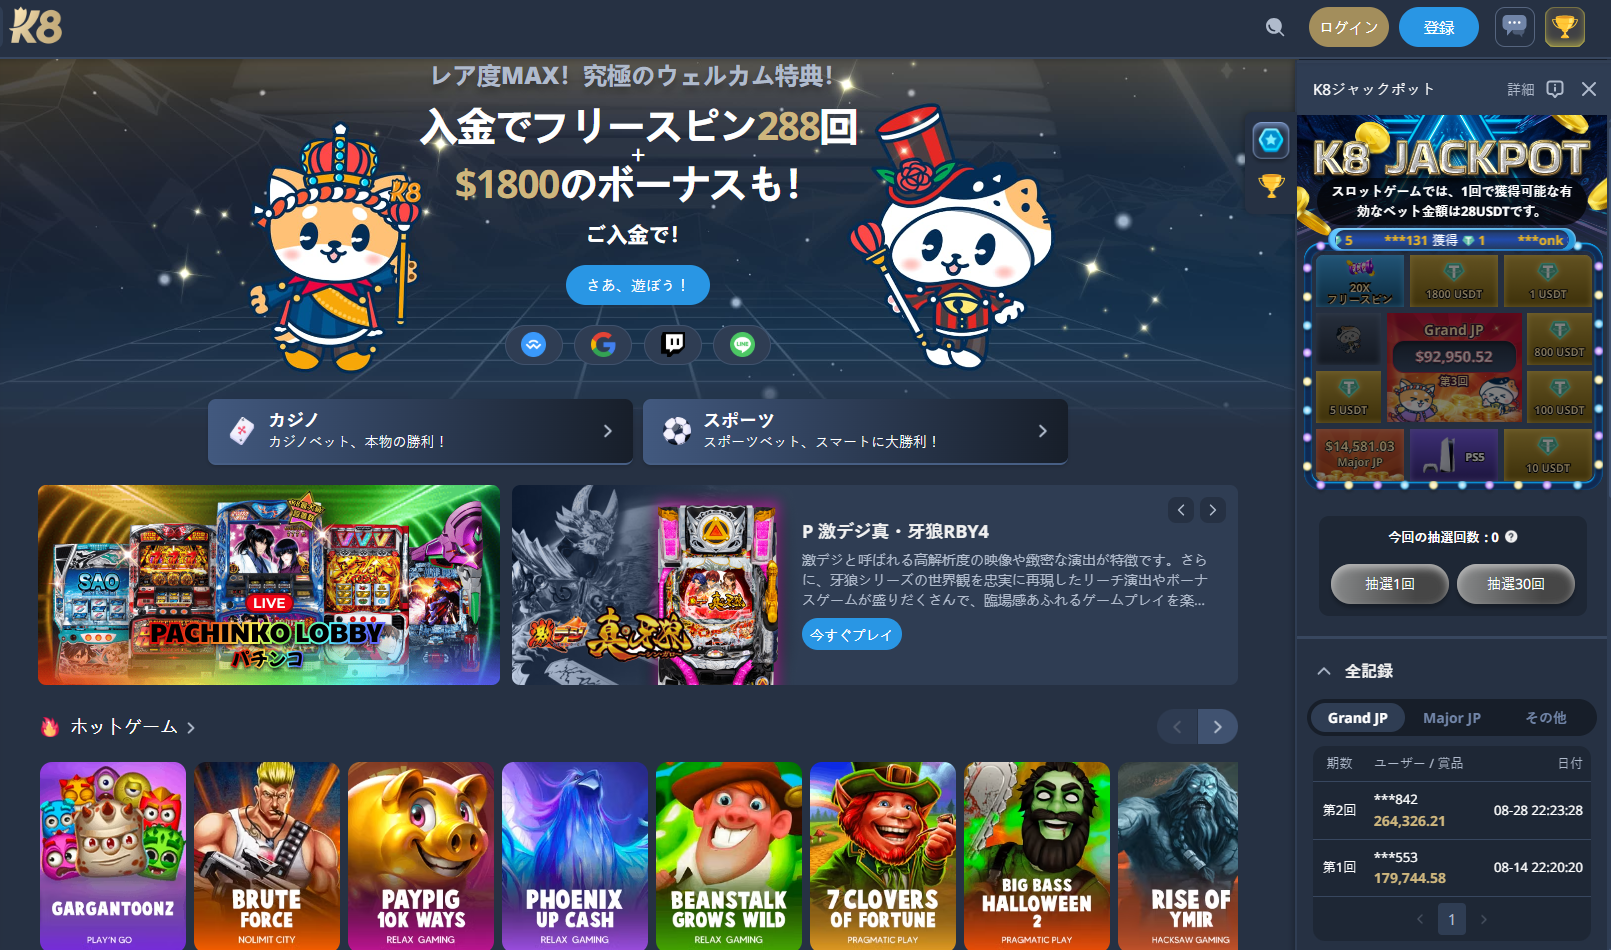 K8
ログイン
登録
レア度MAX！究極のウェルカム特典！
入金でフリースピン288回
+
$1800のボーナスも！
ご入金で！
さあ、遊ぼう！
K8
LINE
カジノ
カジノベット、本物の勝利！
スポーツ
スポーツベット、スマートに大勝利！
SAO
LIVE
PACHINKO LOBBY
パチンコ
激デジ
真・牙狼
P 激デジ真・牙狼RBY4
激デジと呼ばれる高解析度の映像や緻密な演出が特徴です。さら
に、牙狼シリーズの世界観を忠実に再現したリーチ演出やボーナ
スゲームが盛りだくさんで、臨場感あふれるゲームプレイを楽...
今すぐプレイ
ホットゲーム
GARGANTOONZ
PLAY'N GO
BRUTE
FORCE
NOLIMIT CITY
PAYPIG
10K WAYS
RELAX GAMING
PHOENIX
UP CASH
RELAX GAMING
BEANSTALK
GROWS WILD
RELAX GAMING
7 CLOVERS
OF FORTUNE
PRAGMATIC PLAY
BIG BASS
HALLOWEEN
2
PRAGMATIC PLAY
RISE OF
YMIR
HACKSAW GAMING
K8ジャックポット
詳細
K8 JACKPOT
スロットゲームでは、1回で獲得可能な有
効なベット金額は28USDTです。
5 ***131 獲得 1 ***onk
20X
フリースピン
1800 USDT
1 USDT
Grand JP
$92,950.52
第3回
800 USDT
5 USDT
100 USDT
$14,581.03
Major JP
PS5
10 USDT
今回の抽選回数 : 0
抽選1回
抽選30回
全記録
Grand JP
Major JP
その他
期数
ユーザー / 賞品
日付
第2回
***842
264,326.21
08-28 22:23:28
第1回
***553
179,744.58
08-14 22:20:20
1